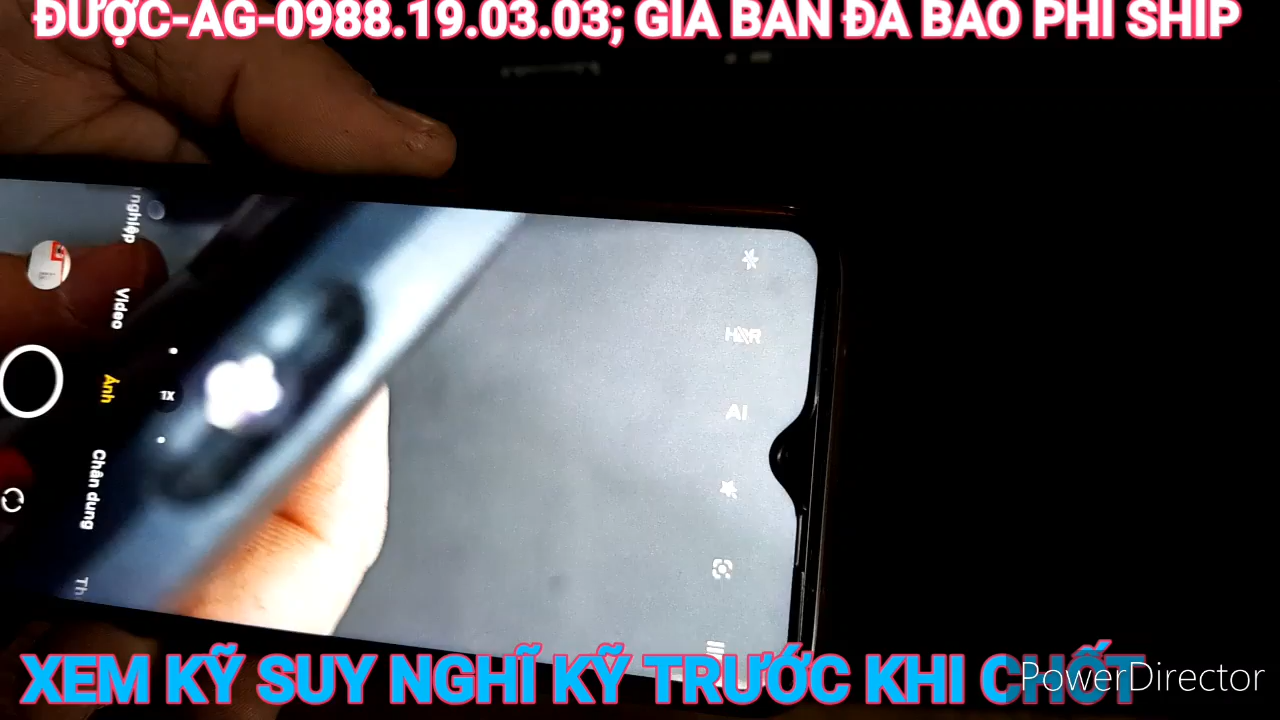 ĐƯỢC-AG-0988.19.03.03; GIÁ BÁN ĐÃ BAO PHÍ SHIP
nghiệp
Video
Ảnh
1X
Chân dung
Th
HDR
AI
XEM KỸ SUY NGHĨ KỸ TRƯỚC KHI CHỐT
PowerDirector